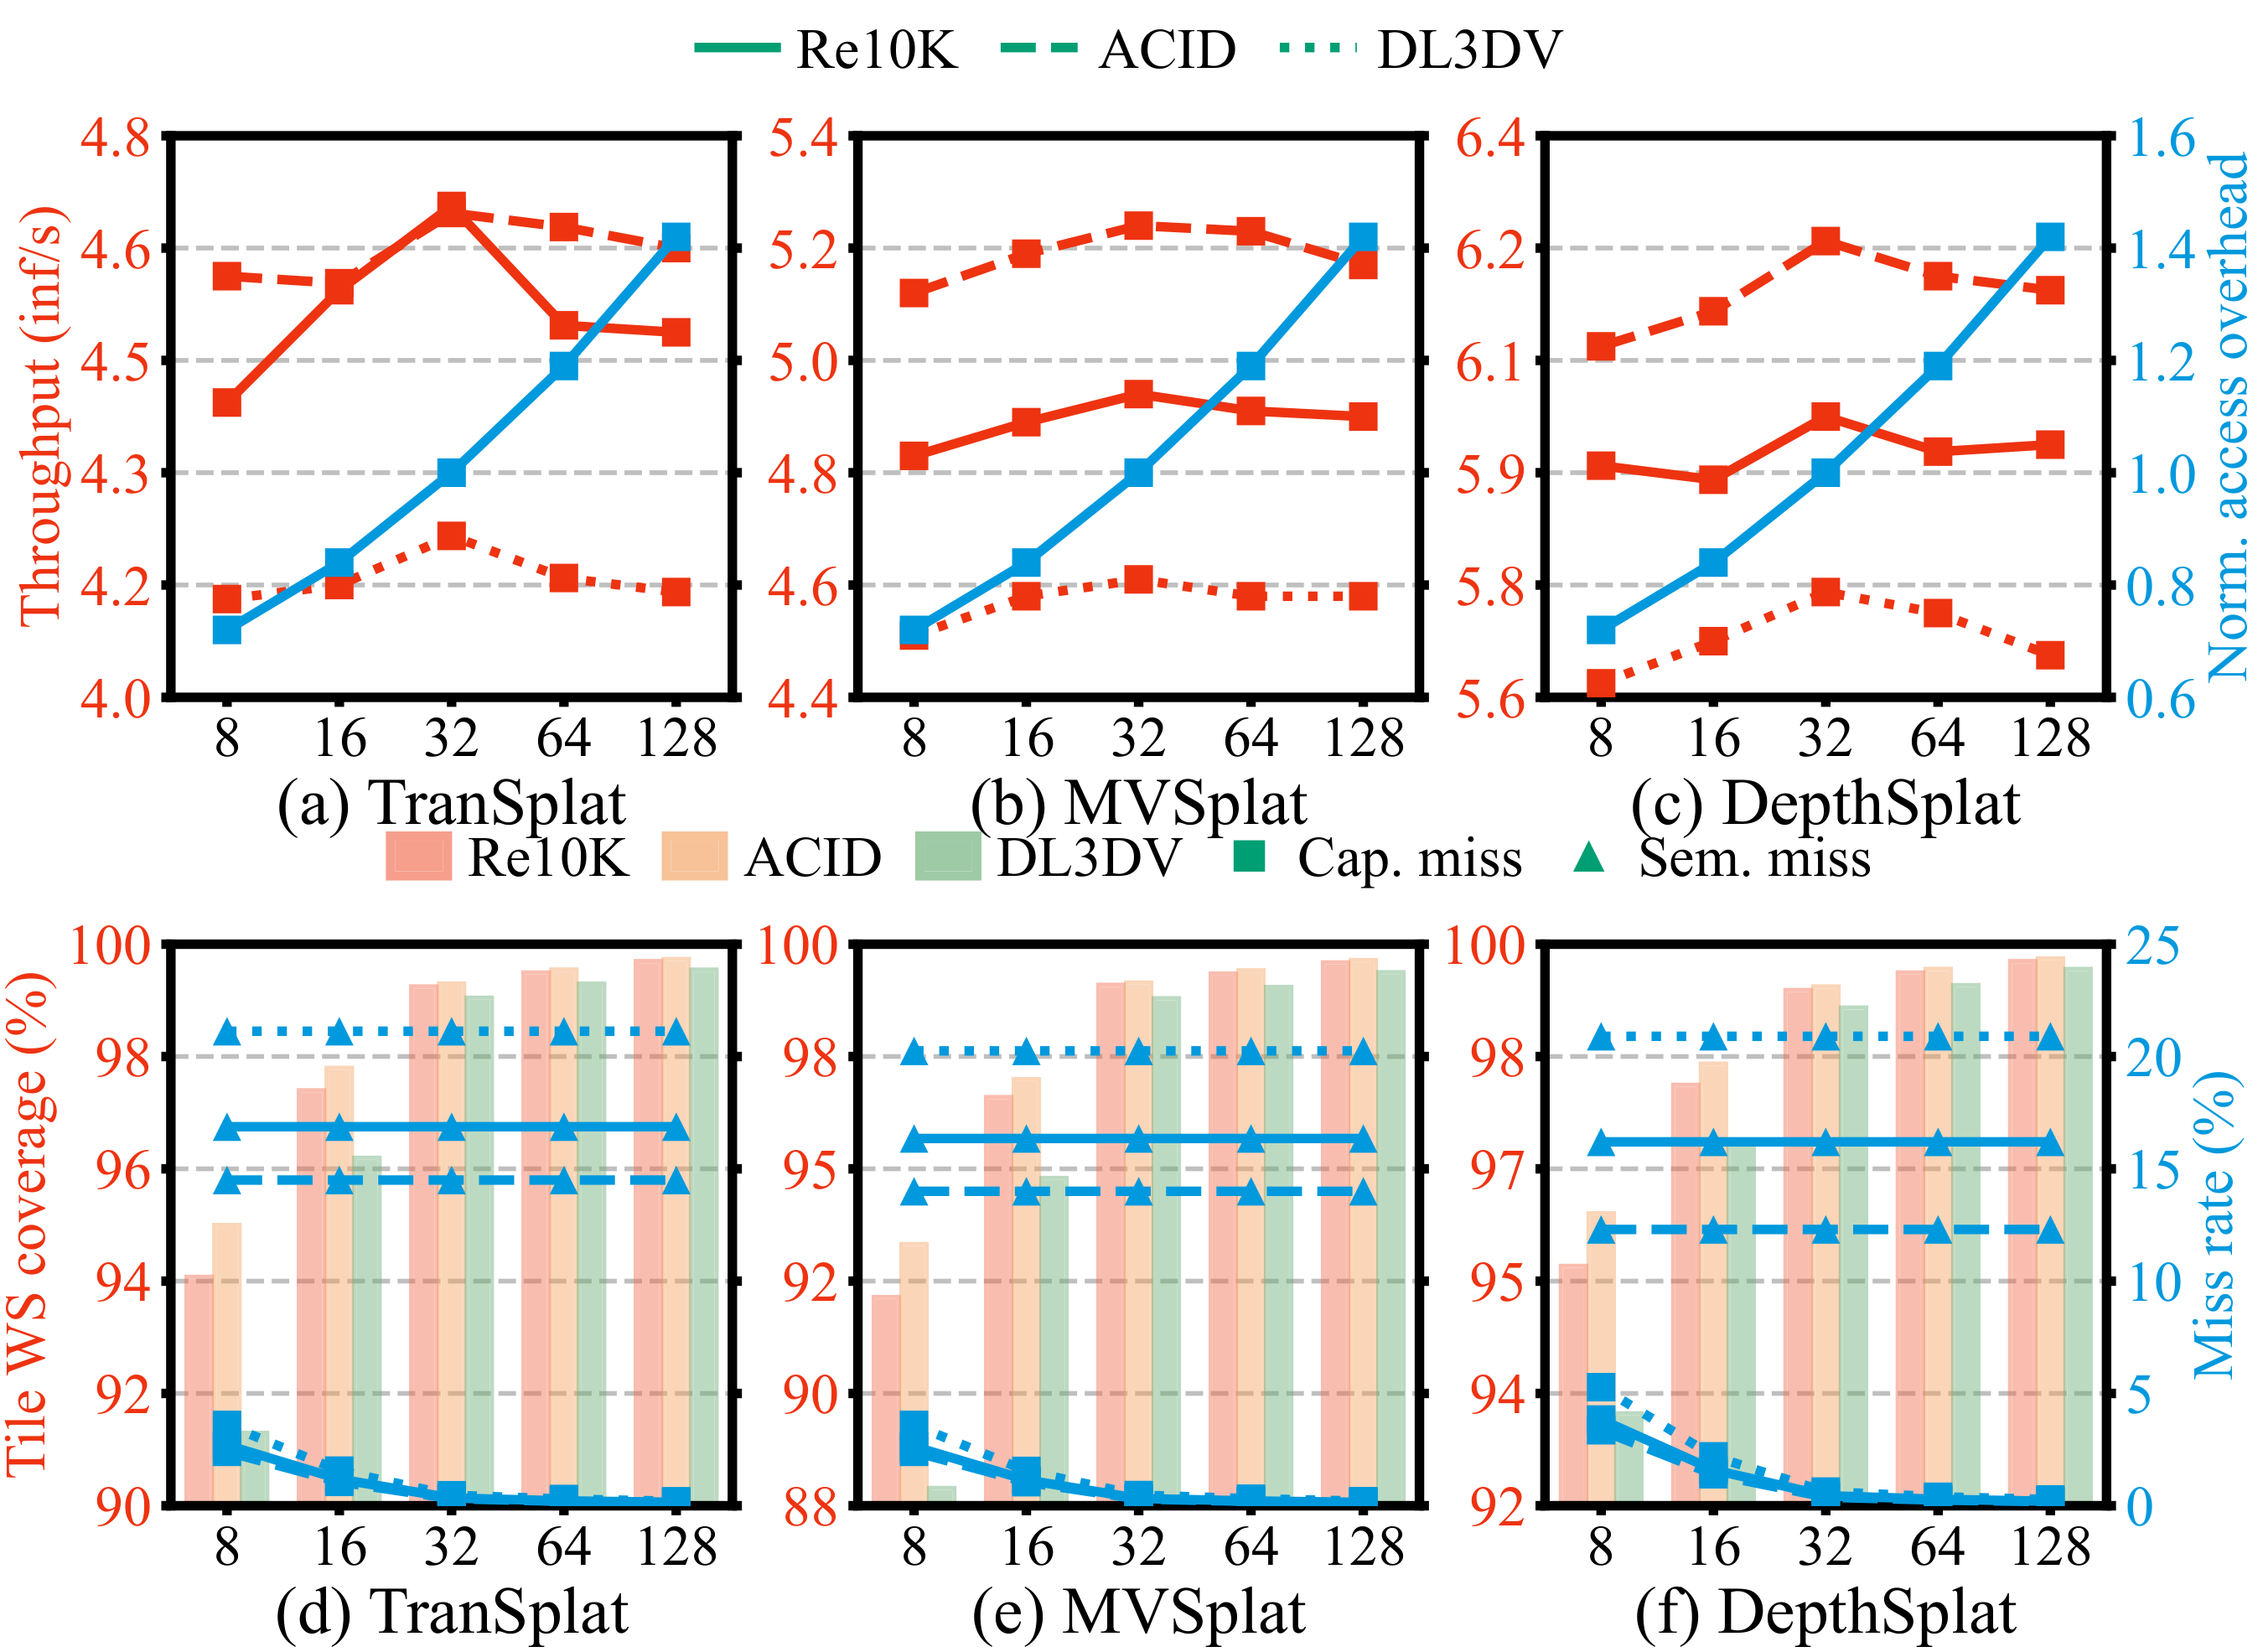 Re10K ACID DL3DV
Throughput (inf/s)
4.8
4.6
4.5
4.3
4.2
4.0
8 16 32 64 128
(a) TranSplat
5.4
5.2
5.0
4.8
4.6
4.4
8 16 32 64 128
(b) MVSplat
6.4
6.2
6.1
5.9
5.8
5.6
8 16 32 64 128
(c) DepthSplat
1.6
1.4
1.2
1.0
0.8
0.6
Norm. access overhead
Re10K ACID DL3DV Cap. miss Sem. miss
Tile WS coverage (%)
100
98
96
94
92
90
8 16 32 64 128
(d) TranSplat
100
98
95
92
90
88
8 16 32 64 128
(e) MVSplat
100
98
97
95
94
92
8 16 32 64 128
(f) DepthSplat
25
20
15
10
5
0
Miss rate (%)